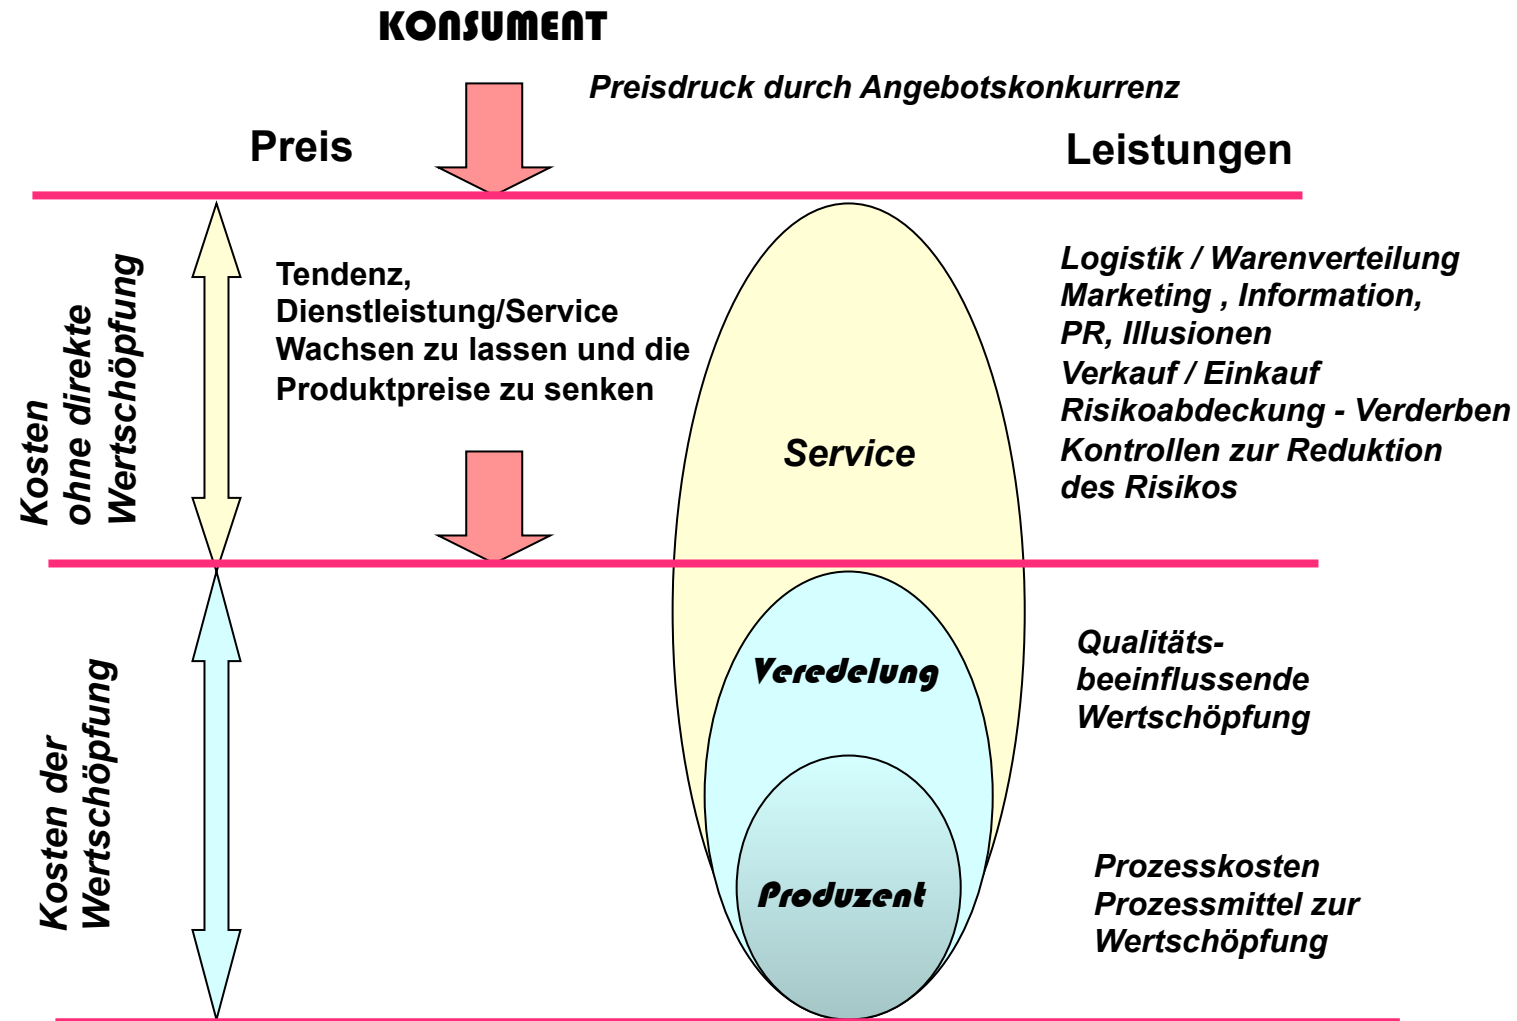 KONSUMENT
Preisdruck durch Angebotskonkurrenz
Preis
Leistungen
Kosten
ohne direkte
Wertschöpfung
Tendenz,
Dienstleistung/Service
Wachsen zu lassen und die
Produktpreise zu senken
Service
Logistik / Warenverteilung
Marketing , Information,
PR, Illusionen
Verkauf / Einkauf
Risikoabdeckung - Verderben
Kontrollen zur Reduktion
des Risikos
Kosten der
Wertschöpfung
Veredelung
Qualitäts-
beeinflussende
Wertschöpfung
Produzent
Prozesskosten
Prozessmittel zur
Wertschöpfung